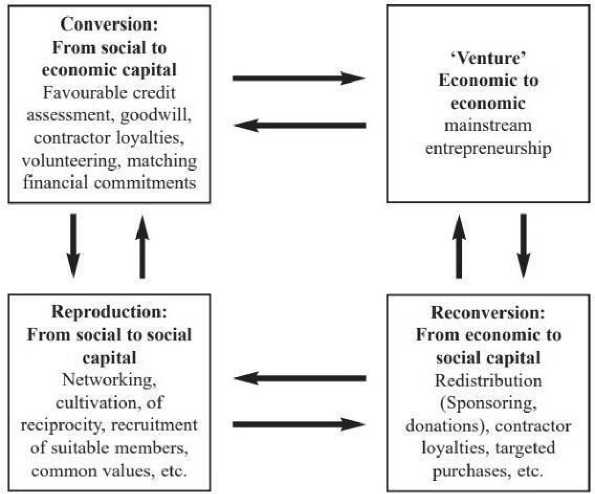 Conversion:
From social to
economic capital
Favourable credit
assessment, goodwill,
contractor loyalties,
volunteering, matching
financial commitments
‘Venture’
Economic to
economic
mainstream
entrepreneurship
Reproduction:
From social to social
capital
Networking,
cultivation, of
reciprocity, recruitment
of suitable members,
common values, etc.
Reconversion:
From economic to
social capital
Redistribution
(Sponsoring,
donations), contractor
loyalties, targeted
purchases, etc.